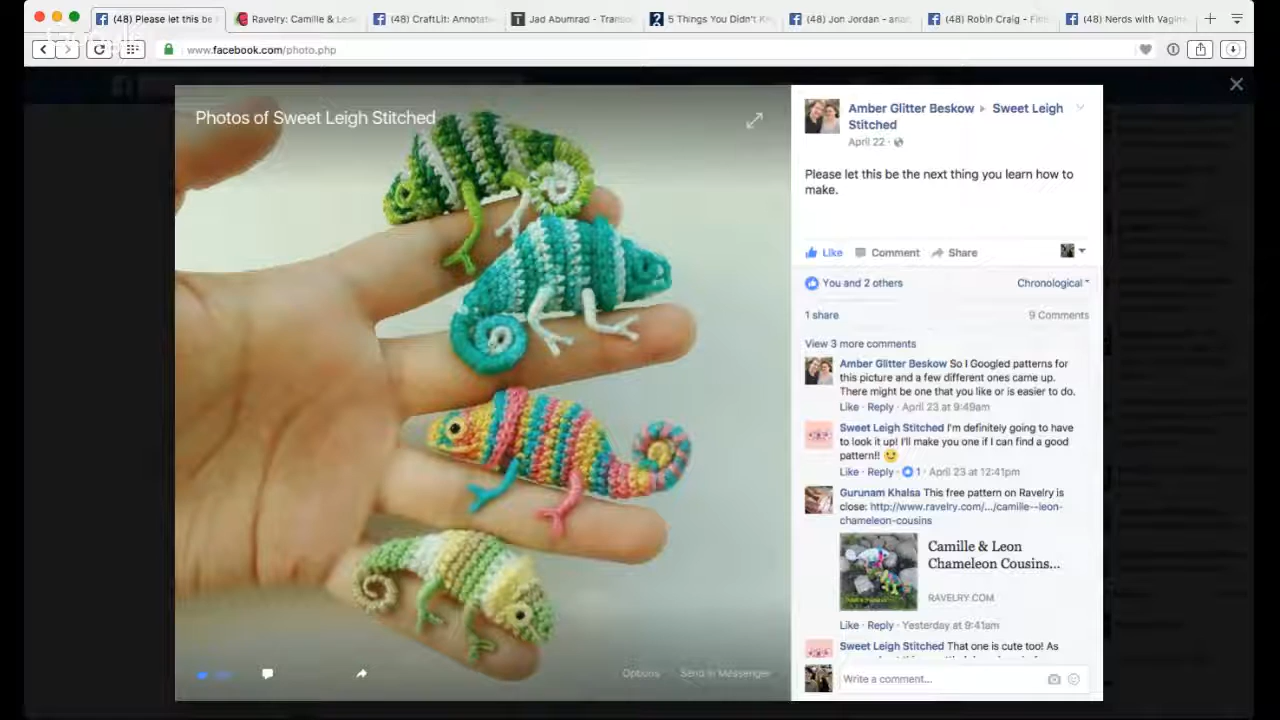 (48) Please let this be
Ravelry: Camille & Le
(48) CraftLit: Annota
Jad Abumrad - Trans
5 Things You Didn't K
(48) Jon Jordan - ana
(48) Robin Craig - Fin
(48) Nerds with Vagin
Google
www.facebook.com/photo.php
Photos of Sweet Leigh Stitched
Options
Send in Messenger
Amber Glitter Beskow ▸ Sweet Leigh
Stitched
April 22 ·
Please let this be the next thing you learn how to
make.
Like Comment Share
You and 2 others Chronological
1 share 9 Comments
View 3 more comments
Amber Glitter Beskow So I Googled patterns for
this picture and a few different ones came up.
There might be one that you like or is easier to do.
Like · Reply · April 23 at 9:49am
Sweet Leigh Stitched I'm definitely going to have
to look it up! I'll make you one if I can find a good
pattern!!
Like · Reply · 1 · April 23 at 12:41pm
Gurunam Khalsa This free pattern on Ravelry is
close: http://www.ravelry.com/.../camille--leon-
chameleon-cousins
Camille & Leon
Chameleon Cousins...
RAVELRY.COM
Like · Reply · Yesterday at 9:41am
Sweet Leigh Stitched That one is cute too! As
Write a comment...